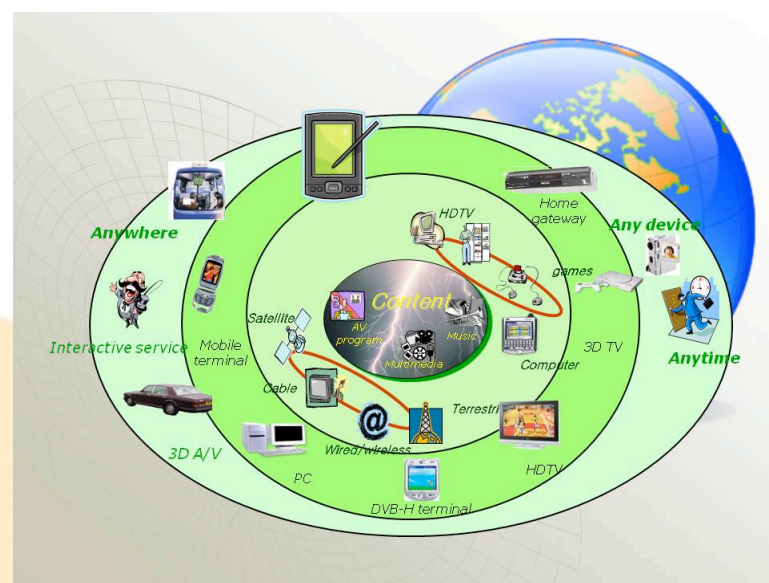 HDTV
Home
gateway
Anywhere
Any device
games
Content
Satellite
AV
program
Music
Interactive service
Mobile
terminal
3D TV
Anytime
Multimedia
Computer
Cable
Terrestri
Wired/wireless
3D A/V
PC
HDTV
DVB-H terminal